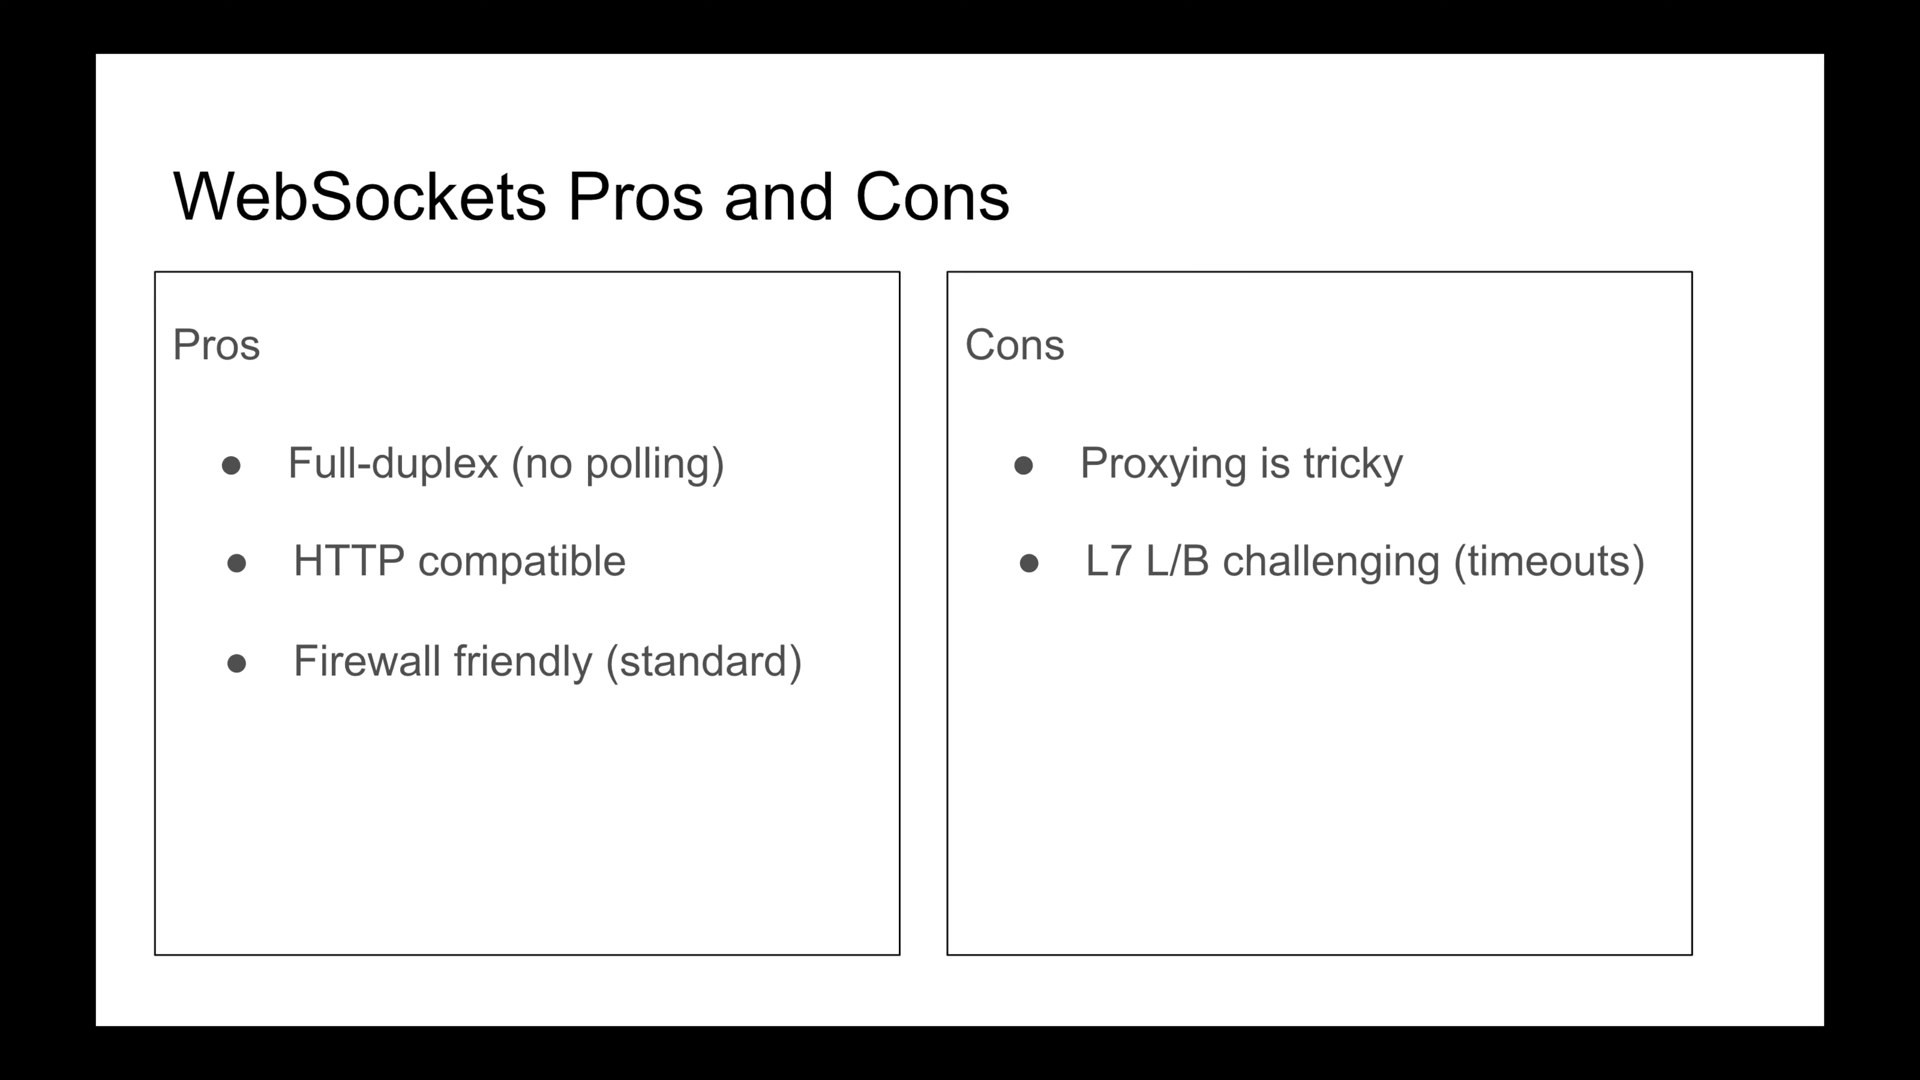 WebSockets Pros and Cons
Pros
● Full-duplex (no polling)
● HTTP compatible
● Firewall friendly (standard)
Cons
● Proxying is tricky
● L7 L/B challenging (timeouts)